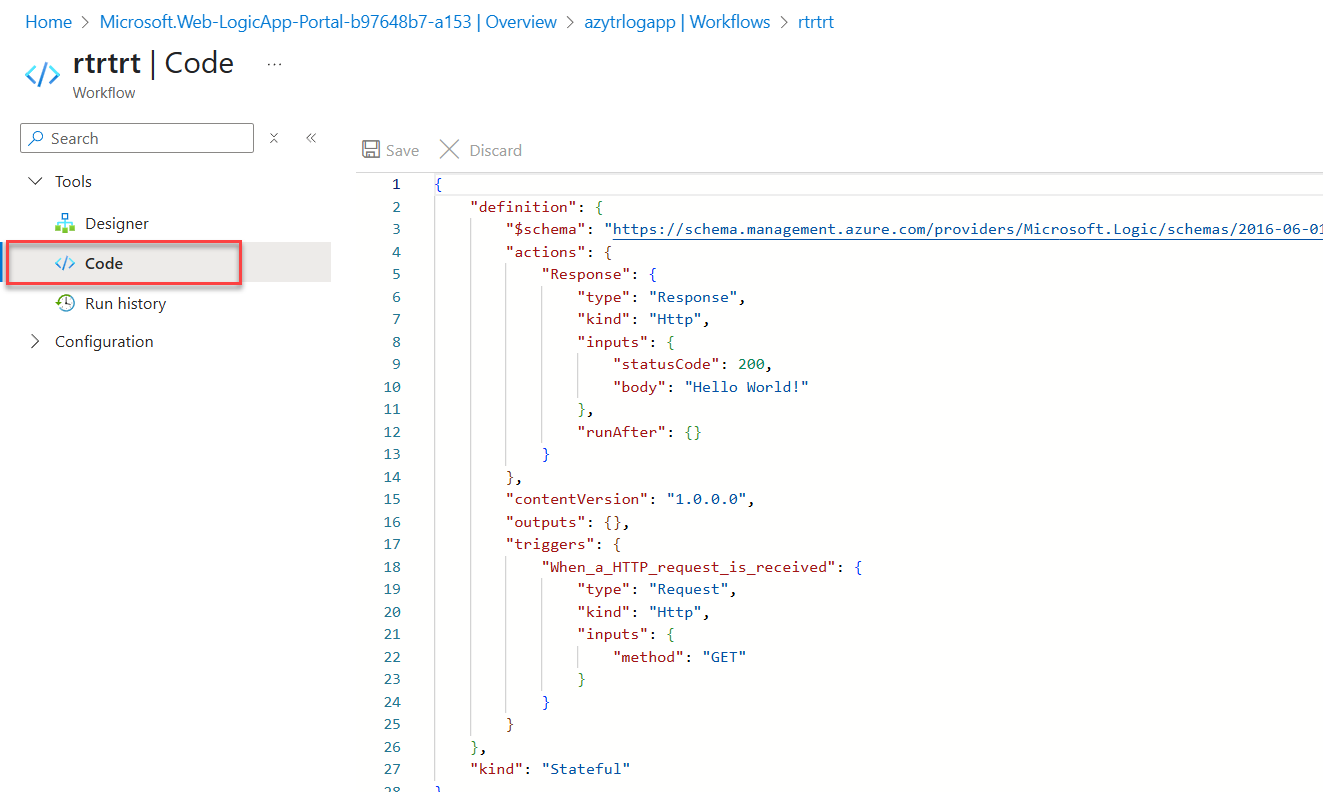 Home > Microsoft.Web-LogicApp-Portal-b97648b7-a153 | Overview > azytrlogapp | Workflows > rtrtrt
rtrtrt | Code ...
Workflow
Search
Tools
Designer
Code
Run history
Configuration
Save Discard
1 {
2 "definition": {
3 "$schema": "https://schema.management.azure.com/providers/Microsoft.Logic/schemas/2016-06-01
4 "actions": {
5 "Response": {
6 "type": "Response",
7 "kind": "Http",
8 "inputs": {
9 "statusCode": 200,
10 "body": "Hello World!"
11 },
12 "runAfter": {}
13 }
14 },
15 "contentVersion": "1.0.0.0",
16 "outputs": {},
17 "triggers": {
18 "When_a_HTTP_request_is_received": {
19 "type": "Request",
20 "kind": "Http",
21 "inputs": {
22 "method": "GET"
23 }
24 }
25 }
26 },
27 "kind": "Stateful"
28 }